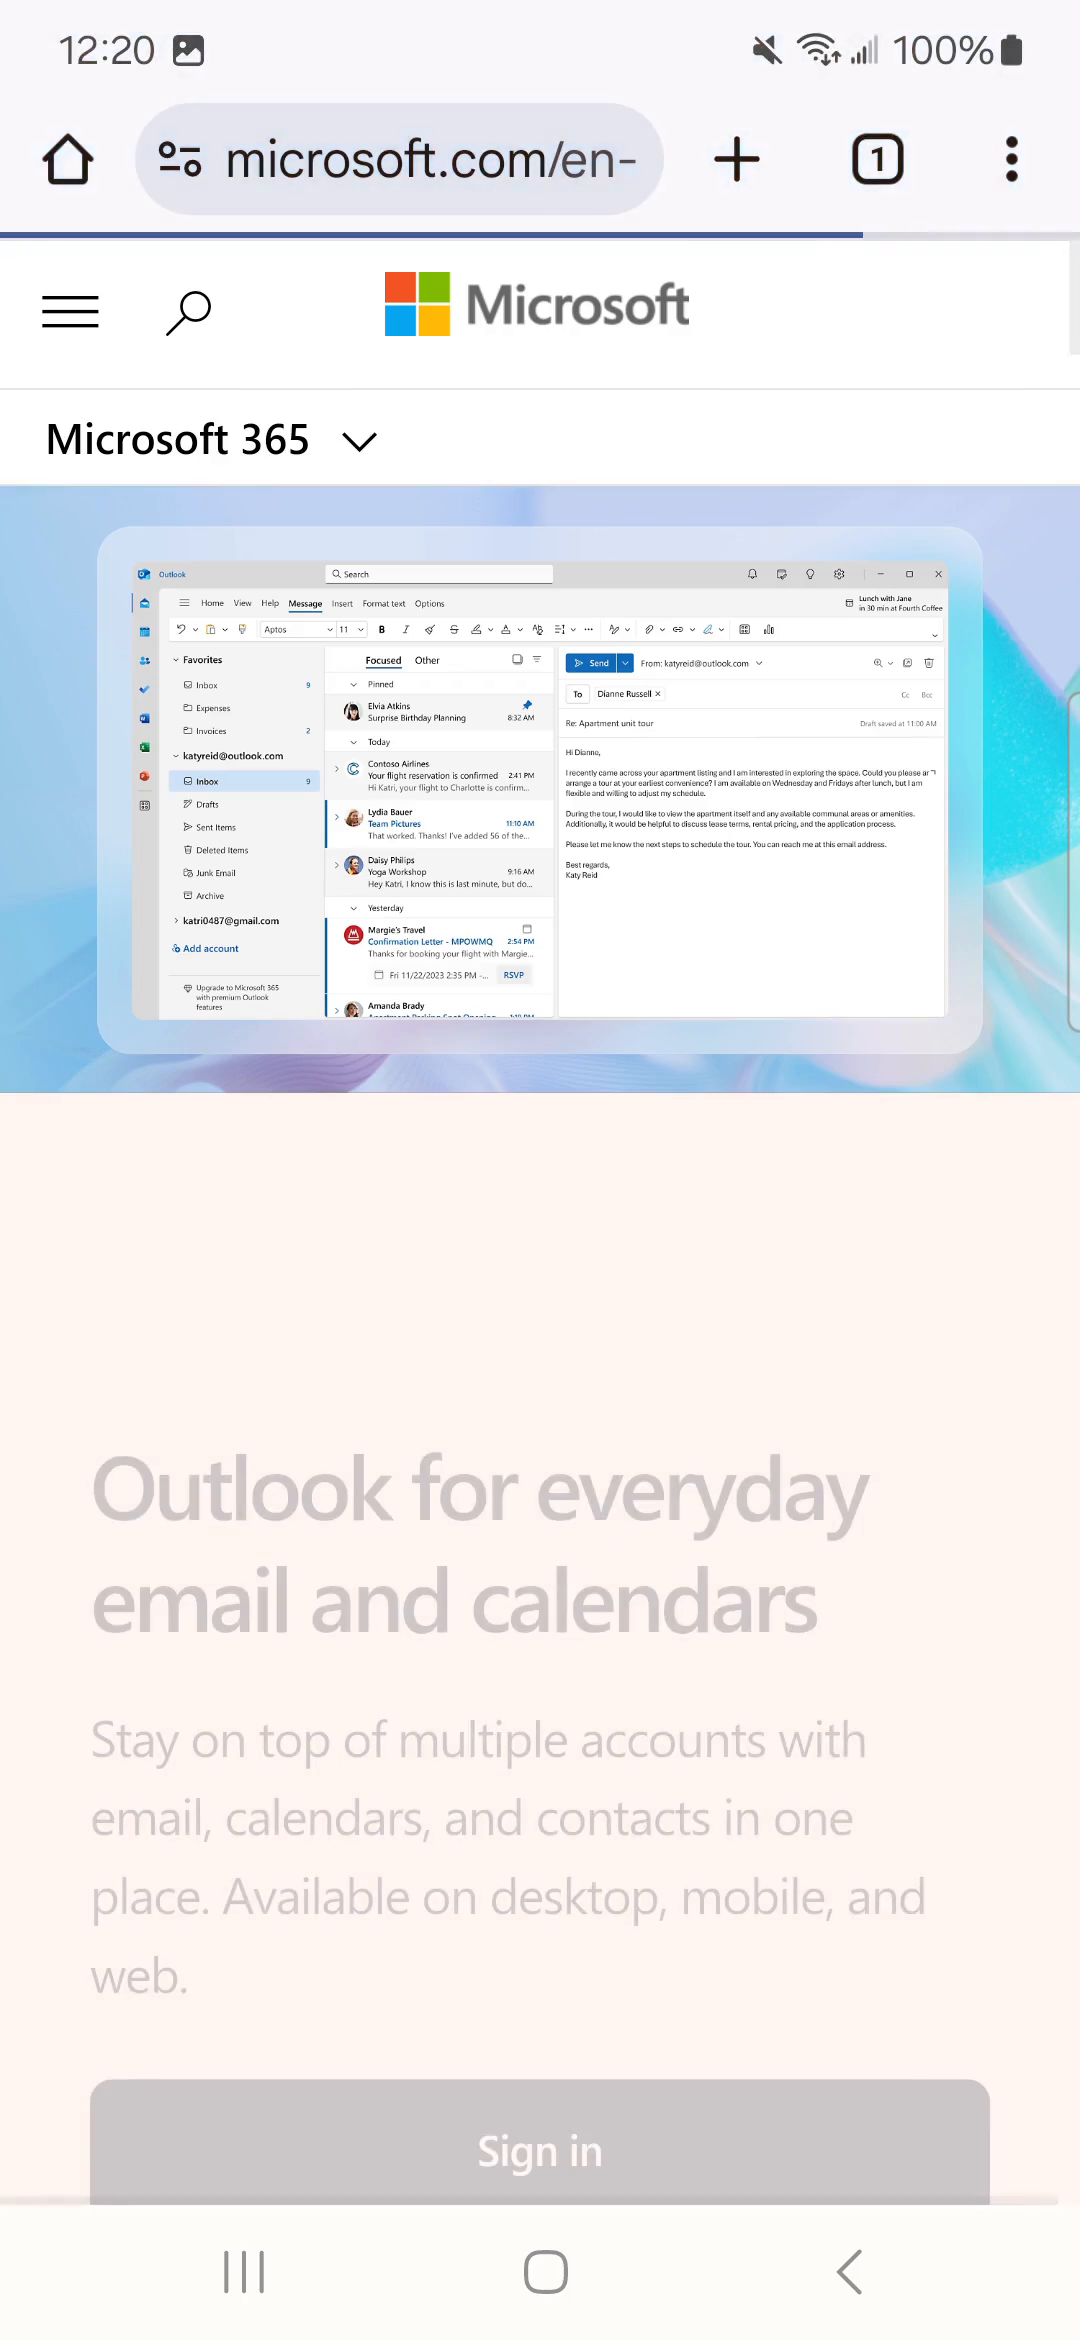 12:20
100%
microsoft.com/en-
1
Microsoft
Microsoft 365
Outlook
Search
Home View Help Message Insert Format text Options
Lunch with Jane
in 30 min at Fourth Coffee
Aptos 11 B I
Favorites
Inbox 9
Expenses
Invoices 2
katyreid@outlook.com
Inbox 9
Drafts
Sent Items
Deleted Items
Junk Email
Archive
katri0487@gmail.com
Add account
Upgrade to Microsoft 365
with premium Outlook
features
Focused Other
Pinned
Elvia Atkins
Surprise Birthday Planning 8:32 AM
Today
Contoso Airlines
Your flight reservation is confirmed 2:41 PM
Hi Katri, your flight to Charlotte is confirm...
Lydia Bauer
Team Pictures 11:10 AM
That worked. Thanks! I've added 56 of the...
Daisy Philips
Yoga Workshop 9:16 AM
Hey Katri, I know this is last minute, but do...
Yesterday
Margie's Travel
Confirmation Letter - MPOWMQ 2:54 PM
Thanks for booking your flight with Margie...
Fri 11/22/2023 2:35 PM -... RSVP
Amanda Brady
Send From: katyreid@outlook.com
To Dianne Russell Cc Bcc
Re: Apartment unit tour Draft saved at 11:00 AM
Hi Dianne,
I recently came across your apartment listing and I am interested in exploring the space. Could you please ar
arrange a tour at your earliest convenience? I am available on Wednesday and Fridays after lunch, but I am
flexible and willing to adjust my schedule.
During the tour, I would like to view the apartment itself and any available communal areas or amenities.
Additionally, it would be helpful to discuss lease terms, rental pricing, and the application process.
Please let me know the next steps to schedule the tour. You can reach me at this email address.
Best regards,
Katy Reid
Outlook for everyday
email and calendars
Stay on top of multiple accounts with
email, calendars, and contacts in one
place. Available on desktop, mobile, and
web.
Sign in